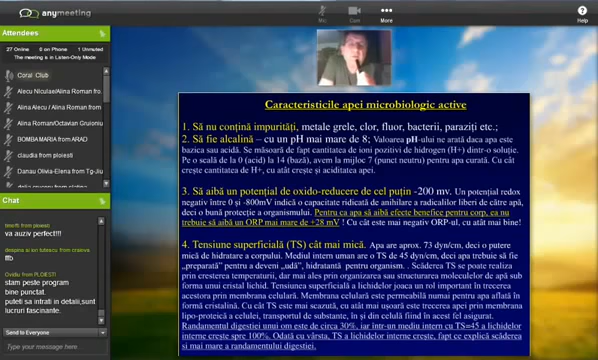 anymeeting
Mic
Cam
More
Help
Attendees
27 Online 0 on Phone 1 Unmuted
The meeting is in Listen-Only Mode
Coral Club
Alecu Niculae/Alina Roman fro
Alina Alecu / Alina Roman from
Alina Roman/Octavian Gruioniu
BOMBA MARIA from ARAD
claudia from ploiesti
Danau Olivia-Elena from Tg-Jiu
Chat
timofti from ploiesti
va auziv perfect!!!!
ffb
Ovidiu from PLOIESTI
stam peste program
bine punctat.
puteti sa intrati in detalii,sunt
lucruri fascinante.
Send to Everyone
Type your message here...
Caracteristicile apei microbiologic active
1. Să nu conțină impurități, metale grele, clor, fluor, bacterii, paraziți etc.;
2. Să fie alcalină – cu un pH mai mare de 8; Valoarea pH-ului ne arată daca apa este
bazica sau acidă. Se măsoară de fapt cantitatea de ioni pozitivi de hidrogen (H+) dintr-o soluție.
Pe o scală de la 0 (acid) la 14 (bază), avem la mijloc 7 (punct neutru) pentru apa curată. Cu cât
crește cantitatea de H+, cu atât crește și aciditatea apei.
3. Să aibă un potențial de oxido-reducere de cel puțin -200 mv. Un potențial redox
negativ între 0 și -800mV indică o capacitate ridicată de anihilare a radicalilor liberi de către apă,
deci o bună protecție a organismului. Pentru ca apa să aibă efecte benefice pentru corp, ea nu
trebuie să aibă un ORP mai mare de +28 mV ! Cu cât este mai negativ ORP-ul, cu atât mai bine!
4. Tensiune superficială (TS) cât mai mică. Apa are aprox. 73 dyn/cm, deci o putere
mică de hidratare a corpului. Mediul intern uman are o TS de 45 dyn/cm, deci apa trebuie să fie
„preparată” pentru a deveni „udă”, hidratantă pentru organism. . Scăderea TS se poate realiza
prin creșterea temperaturii, dar mai ales prin organizarea sau structurarea moleculelor de apă sub
forma unui cristal lichid. Tensiunea superficială a lichidelor joaca un rol important în trecerea
acestora prin membrana celulară. Membrana celulară este permeabilă numai pentru apa aflată în
formă cristalină. Cu cât TS este mai scazută, cu atât mai ușoară este trecerea apei prin membrana
lipo-proteică a celulei, transportul de substanțe, în și din celulă fiind în acest fel asigurat.
Randamentul digestiei unui om este de circa 30%, iar într-un mediu intern cu TS=45 a lichidelor
interne crește spre 100%. Odată cu vârsta, TS a lichidelor interne crește, fapt ce explică scăderea
si mai mare a randamentului digestiei.